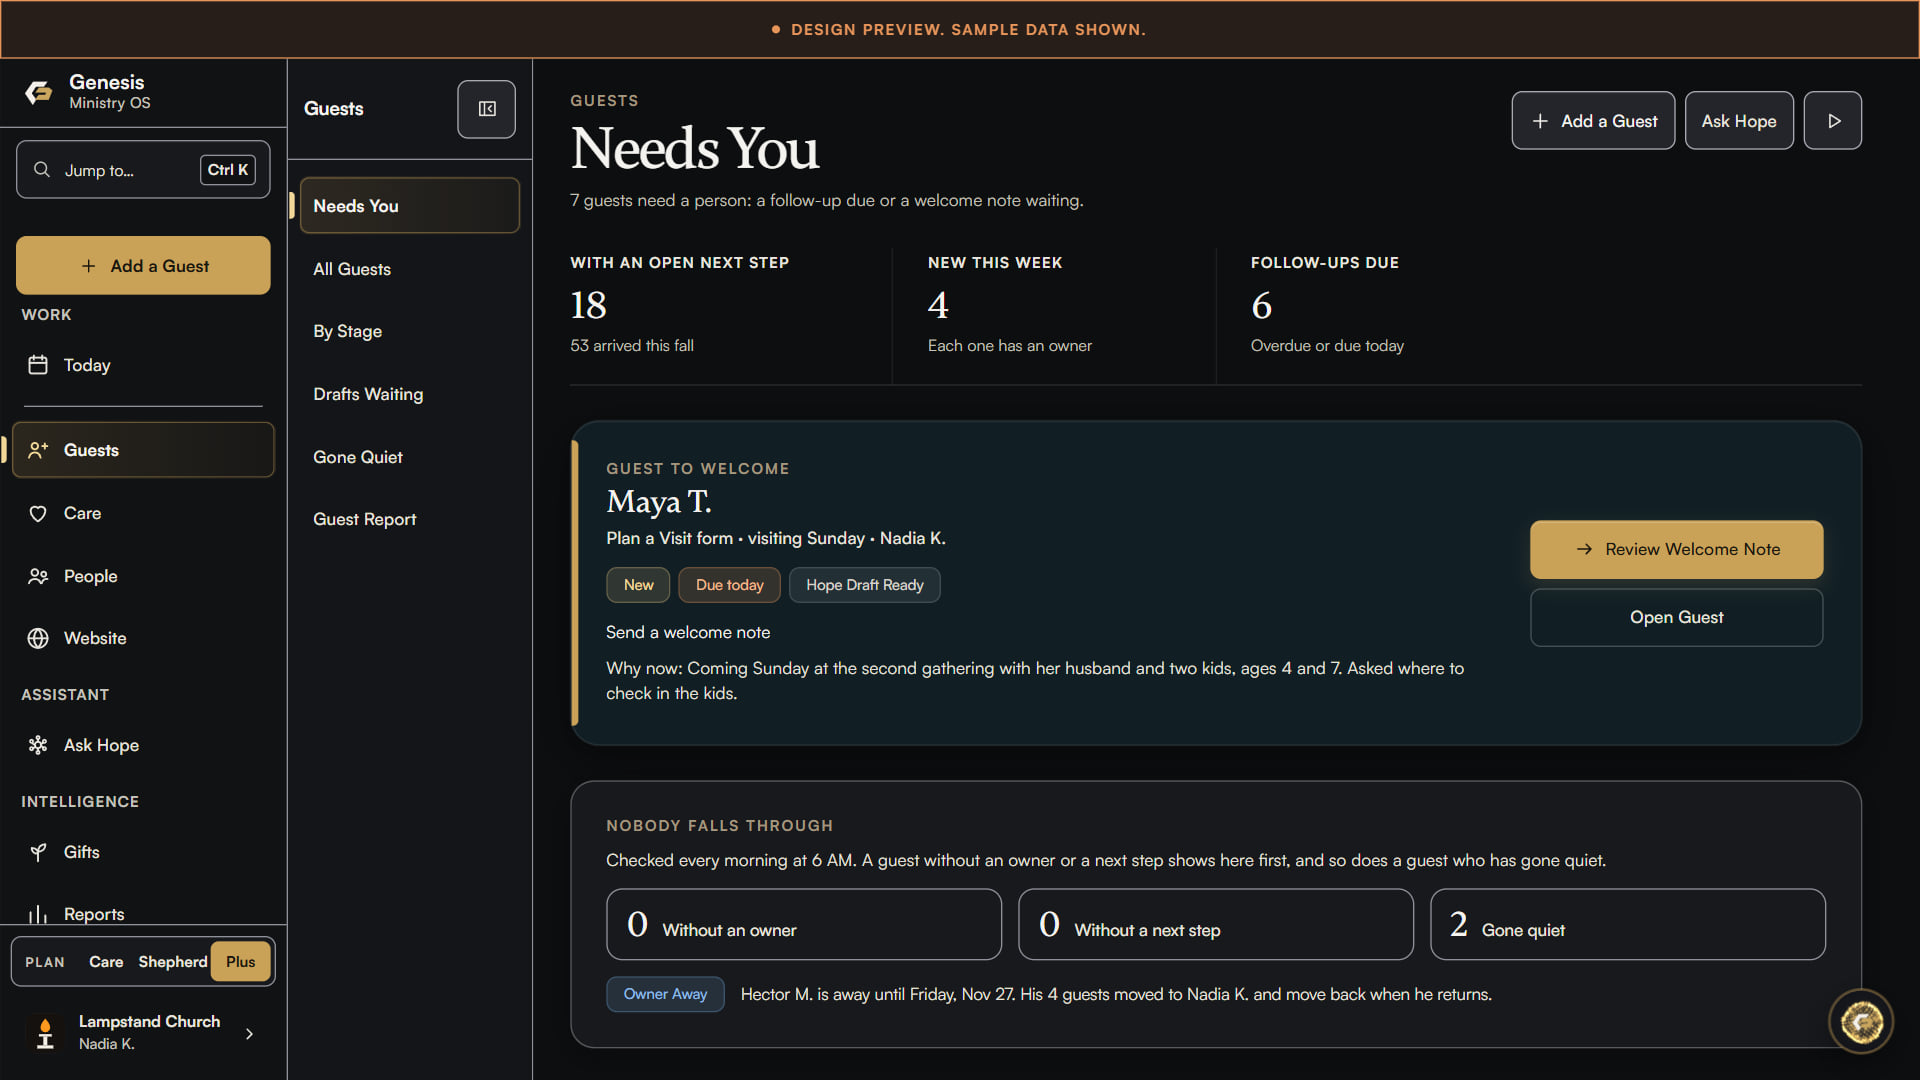 DESIGN PREVIEW. SAMPLE DATA SHOWN.
Genesis
Ministry OS
Jump to...
Ctrl K
Add a Guest
WORK
Today
Guests
Care
People
Website
ASSISTANT
Ask Hope
INTELLIGENCE
Gifts
Reports
PLAN Care Shepherd Plus
Lampstand Church
Nadia K.
Guests
Needs You
All Guests
By Stage
Drafts Waiting
Gone Quiet
Guest Report
GUESTS
Needs You
7 guests need a person: a follow-up due or a welcome note waiting.
Add a Guest
Ask Hope
WITH AN OPEN NEXT STEP
18
53 arrived this fall
NEW THIS WEEK
4
Each one has an owner
FOLLOW-UPS DUE
6
Overdue or due today
GUEST TO WELCOME
Maya T.
Plan a Visit form · visiting Sunday · Nadia K.
New
Due today
Hope Draft Ready
Send a welcome note
Why now: Coming Sunday at the second gathering with her husband and two kids, ages 4 and 7. Asked where to
check in the kids.
Review Welcome Note
Open Guest
NOBODY FALLS THROUGH
Checked every morning at 6 AM. A guest without an owner or a next step shows here first, and so does a guest who has gone quiet.
0 Without an owner
0 Without a next step
2 Gone quiet
Owner Away
Hector M. is away until Friday, Nov 27. His 4 guests moved to Nadia K. and move back when he returns.